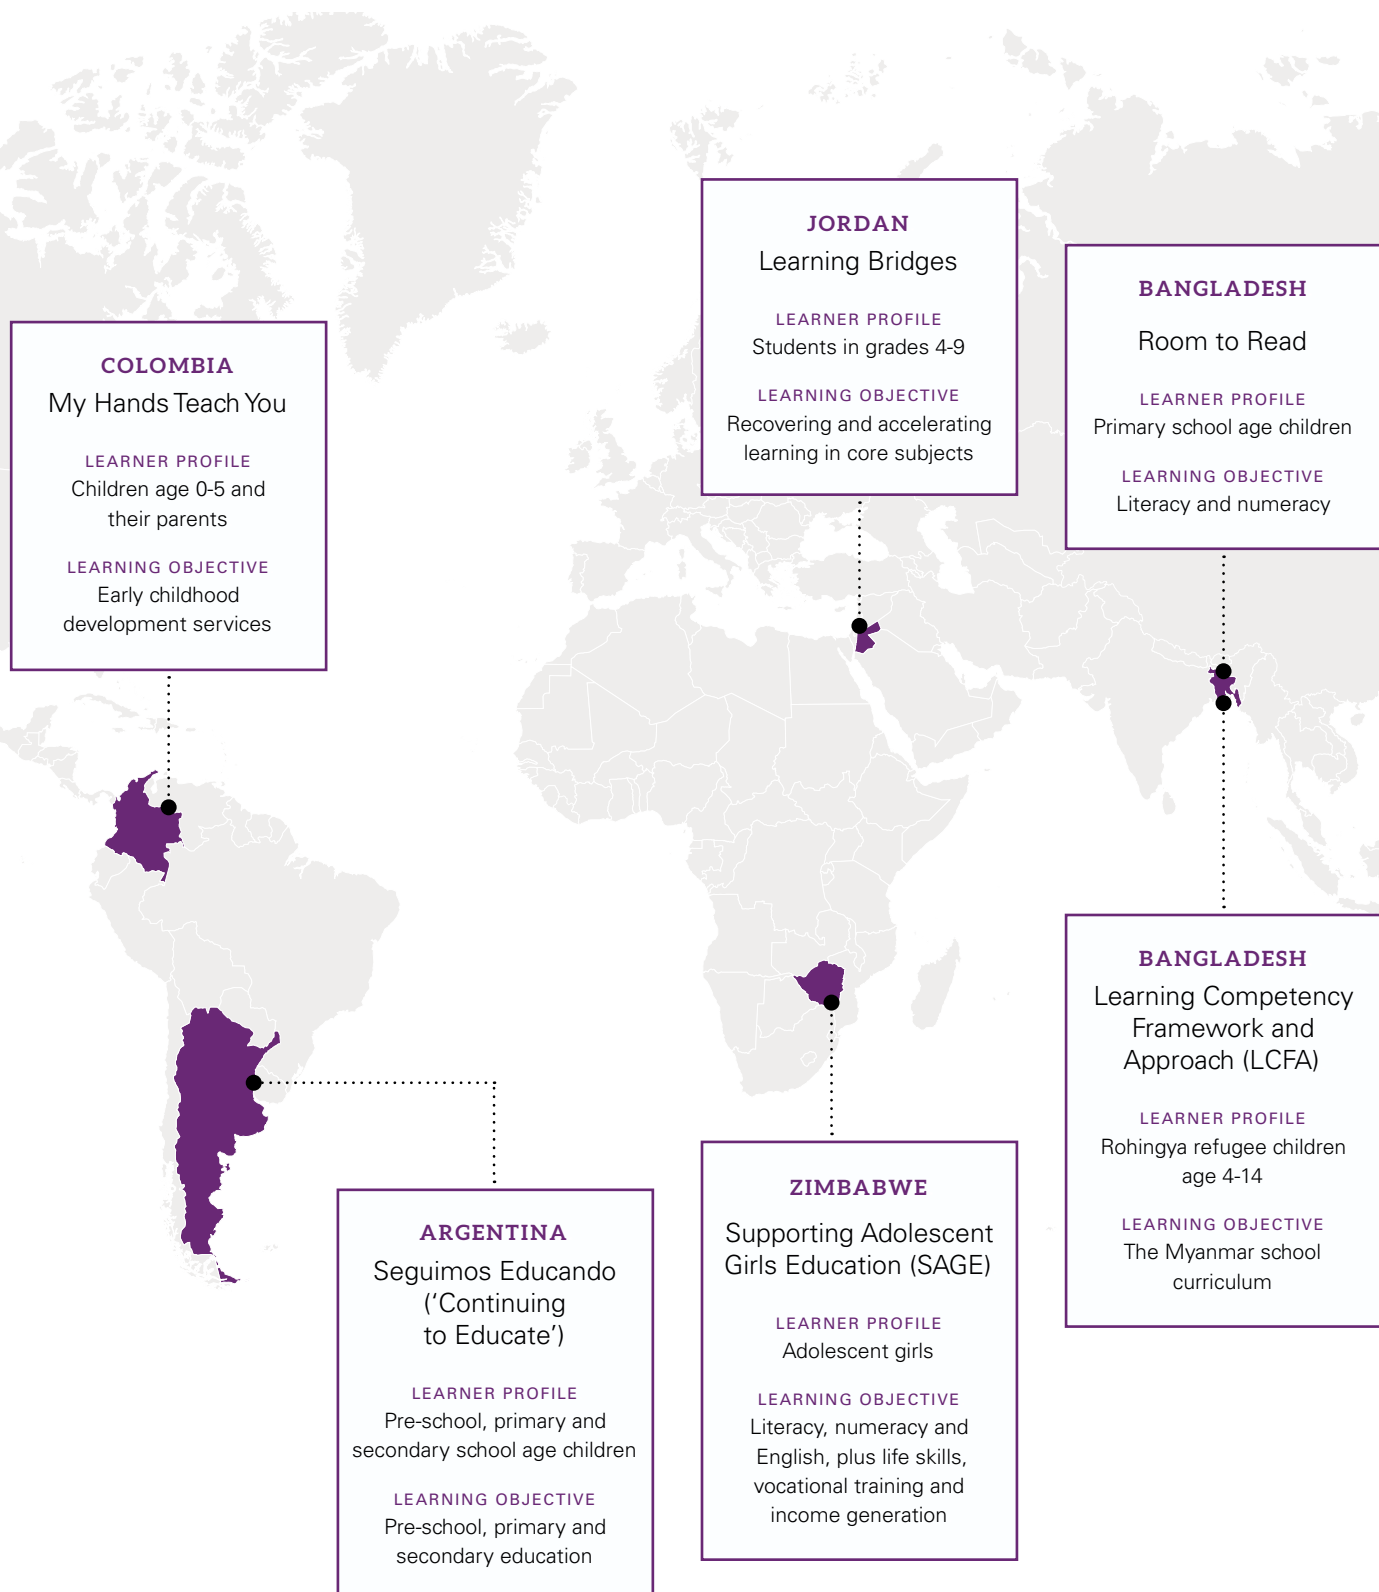 COLOMBIA
My Hands Teach You
LEARNER PROFILE
Children age 0-5 and
their parents
LEARNING OBJECTIVE
Early childhood
development services
JORDAN
Learning Bridges
LEARNER PROFILE
Students in grades 4-9
LEARNING OBJECTIVE
Recovering and accelerating
learning in core subjects
BANGLADESH
Room to Read
LEARNER PROFILE
Primary school age children
LEARNING OBJECTIVE
Literacy and numeracy
ARGENTINA
Seguimos Educando
(‘Continuing
to Educate’)
LEARNER PROFILE
Pre-school, primary and
secondary school age children
LEARNING OBJECTIVE
Pre-school, primary and
secondary education
ZIMBABWE
Supporting Adolescent
Girls Education (SAGE)
LEARNER PROFILE
Adolescent girls
LEARNING OBJECTIVE
Literacy, numeracy and
English, plus life skills,
vocational training and
income generation
BANGLADESH
Learning Competency
Framework and
Approach (LCFA)
LEARNER PROFILE
Rohingya refugee children
age 4-14
LEARNING OBJECTIVE
The Myanmar school
curriculum